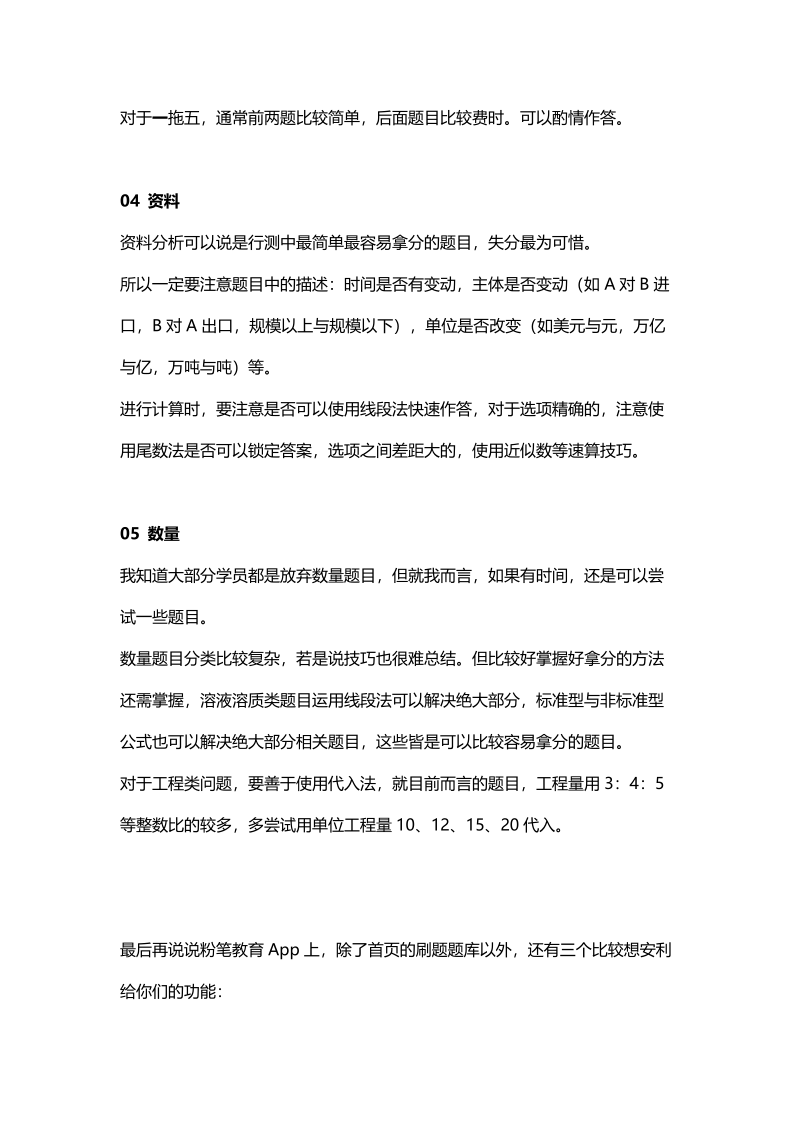 对于一拖五，通常前两题比较简单，后面题目比较费时。可以酌情作答。
04 资料
资料分析可以说是行测中最简单最容易拿分的题目，失分最为可惜。
所以一定要注意题目中的描述：时间是否有变动，主体是否变动（如 A 对 B 进
口，B 对 A 出口，规模以上与规模以下），单位是否改变（如美元与元，万亿
与亿，万吨与吨）等。
进行计算时，要注意是否可以使用线段法快速作答，对于选项精确的，注意使
用尾数法是否可以锁定答案，选项之间差距大的，使用近似数等速算技巧。
05 数量
我知道大部分学员都是放弃数量题目，但就我而言，如果有时间，还是可以尝
试一些题目。
数量题目分类比较复杂，若是说技巧也很难总结。但比较好掌握好拿分的方法
还需掌握，溶液溶质类题目运用线段法可以解决绝大部分，标准型与非标准型
公式也可以解决绝大部分相关题目，这些皆是可以比较容易拿分的题目。
对于工程类问题，要善于使用代入法，就目前而言的题目，工程量用 3：4：5
等整数比的较多，多尝试用单位工程量 10、12、15、20 代入。
最后再说说粉笔教育 App 上，除了首页的刷题题库以外，还有三个比较想安利
给你们的功能：